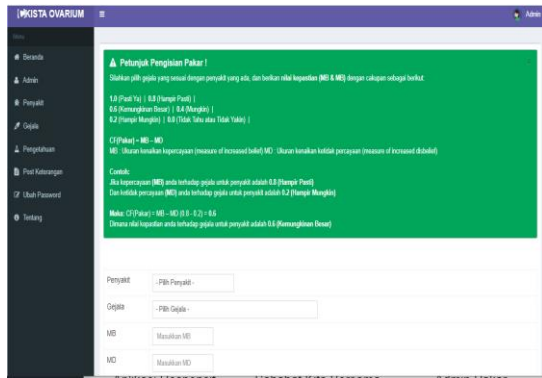 KISTA OVARIUM
Admin
Menu
Beranda
Admin
Penyakit
Gejala
Pengetahuan
Post Keterangan
Ubah Password
Tentang
Petunjuk Pengisian Pakar !
Silahkan pilih gejala yang sesuai dengan penyakit yang ada, dan berikan nilai kepastian (MB & MB) dengan cakupan sebagai berikut:
1.0 (Pasti Ya) | 0.8 (Hampir Pasti) |
0.6 (Kemungkinan Besar) | 0.4 (Mungkin) |
0.2 (Hampir Mungkin) | 0.0 (Tidak Tahu atau Tidak Yakin) |
CF(Pakar) = MB – MD
MB : Ukuran kenaikan kepercayaan (measure of increased belief) MD : Ukuran kenaikan ketidak percayaan (measure of increased disbelief)
Contoh:
Jika kepercayaan (MB) anda terhadap gejala untuk penyakit adalah 0.8 (Hampir Pasti)
Dan ketidak percayaan (MD) anda terhadap gejala untuk penyakit adalah 0.2 (Hampir Mungkin)
Maka: CF(Pakar) = MB – MD (0.8 - 0.2) = 0.6
Dimana nilai kepastian anda terhadap gejala untuk penyakit adalah 0.6 (Kemungkinan Besar)
Penyakit
- Pilih Penyakit -
Gejala
- Pilih Gejala -
MB
Masukkan MB
MD
Masukkan MD